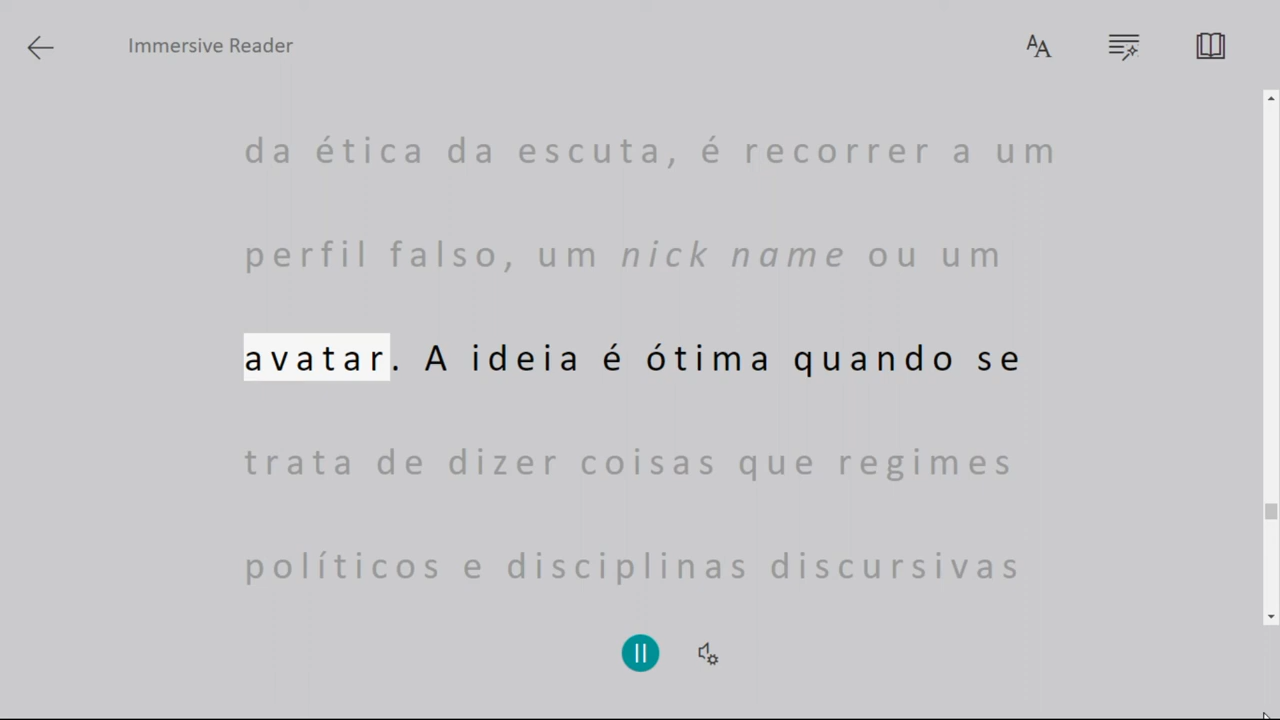 Immersive Reader
da ética da escuta, é recorrer a um
perfil falso, um nick name ou um
avatar. A ideia é ótima quando se
trata de dizer coisas que regimes
políticos e disciplinas discursivas